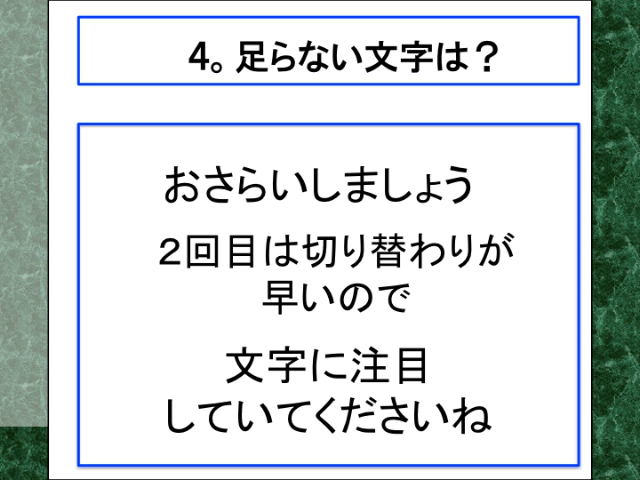 4。足らない文字は？
おさらいしましょう
２回目は切り替わりが
早いので
文字に注目
していてくださいね